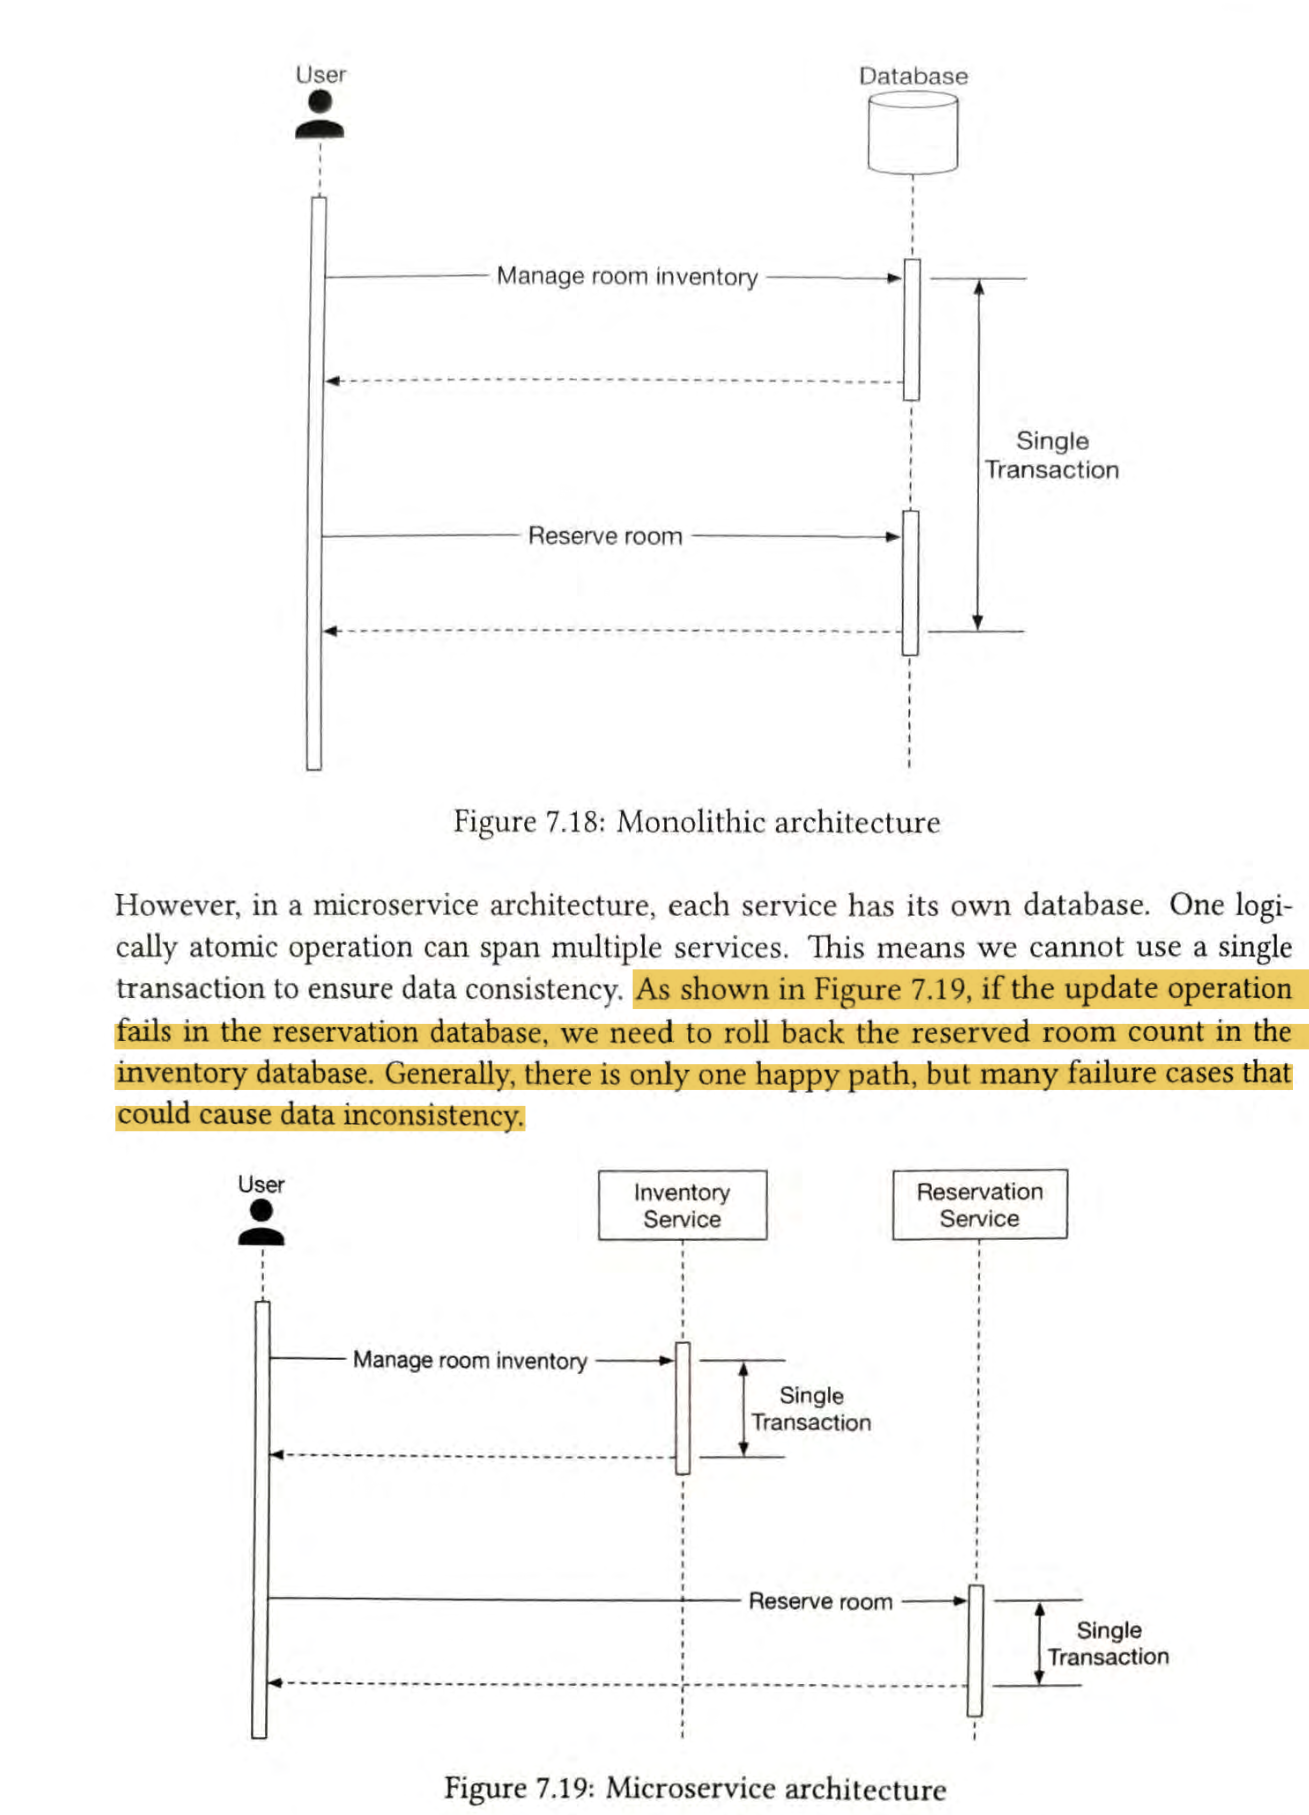 User
Database
Manage room inventory
Single
Transaction
Reserve room
Figure 7.18: Monolithic architecture
However, in a microservice architecture, each service has its own database. One logi-
cally atomic operation can span multiple services. This means we cannot use a single
transaction to ensure data consistency. As shown in Figure 7.19, if the update operation
fails in the reservation database, we need to roll back the reserved room count in the
inventory database. Generally, there is only one happy path, but many failure cases that
could cause data inconsistency.
User
Inventory
Service
Reservation
Service
Manage room inventory
Single
Transaction
Reserve room
Single
Transaction
Figure 7.19: Microservice architecture